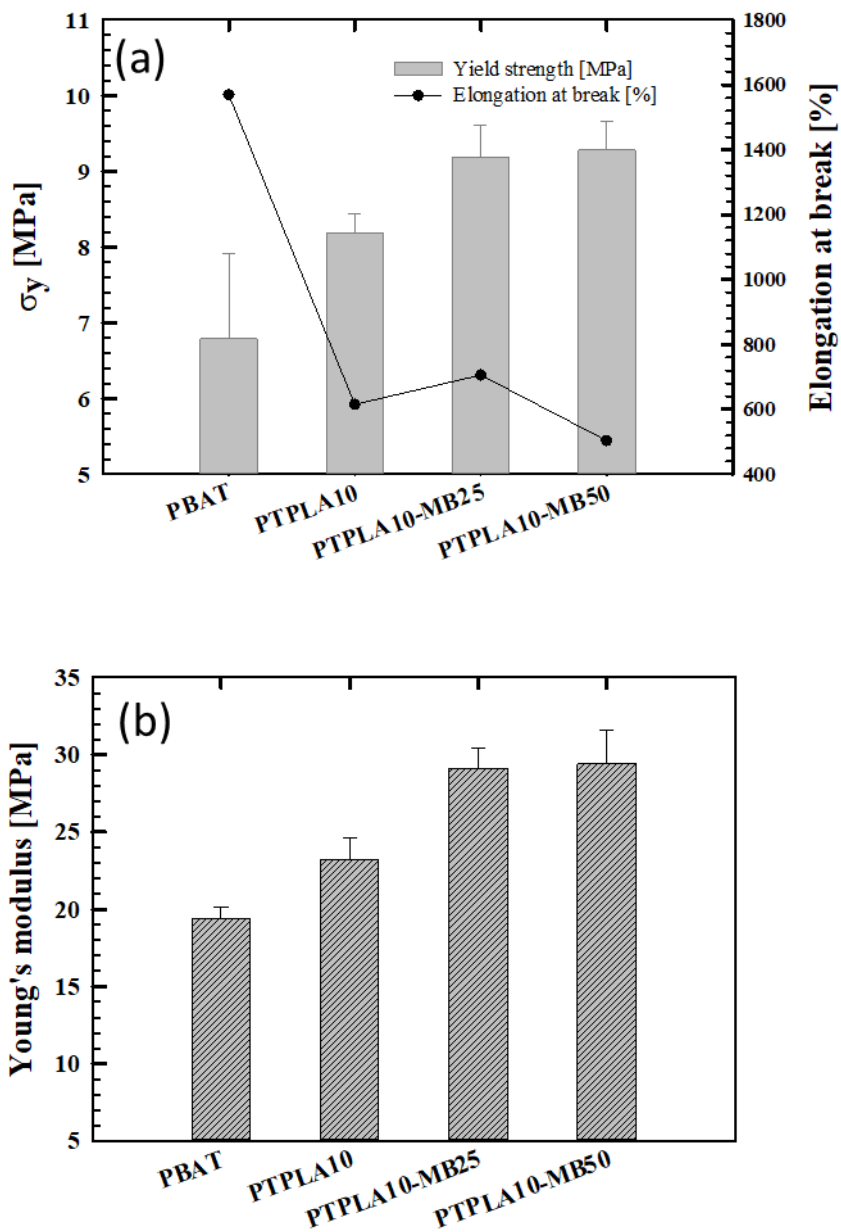 (a)
Yield strength [MPa]
Elongation at break [%]
σy [MPa]
11
10
9
8
7
6
5
Elongation at break [%]
1800
1600
1400
1200
1000
800
600
400
PBAT
PTPLA10
PTPLA10-MB25
PTPLA10-MB50
(b)
Young's modulus [MPa]
35
30
25
20
15
10
5
PBAT
PTPLA10
PTPLA10-MB25
PTPLA10-MB50